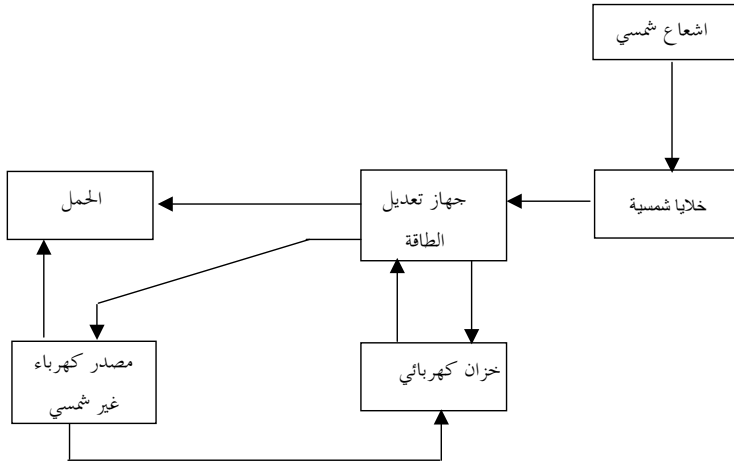 اشعاع شمسي
خلايا شمسية
جهاز تعديل
الطاقة
الحمل
خزان كهربائي
مصدر كهرباء
غير شمسي